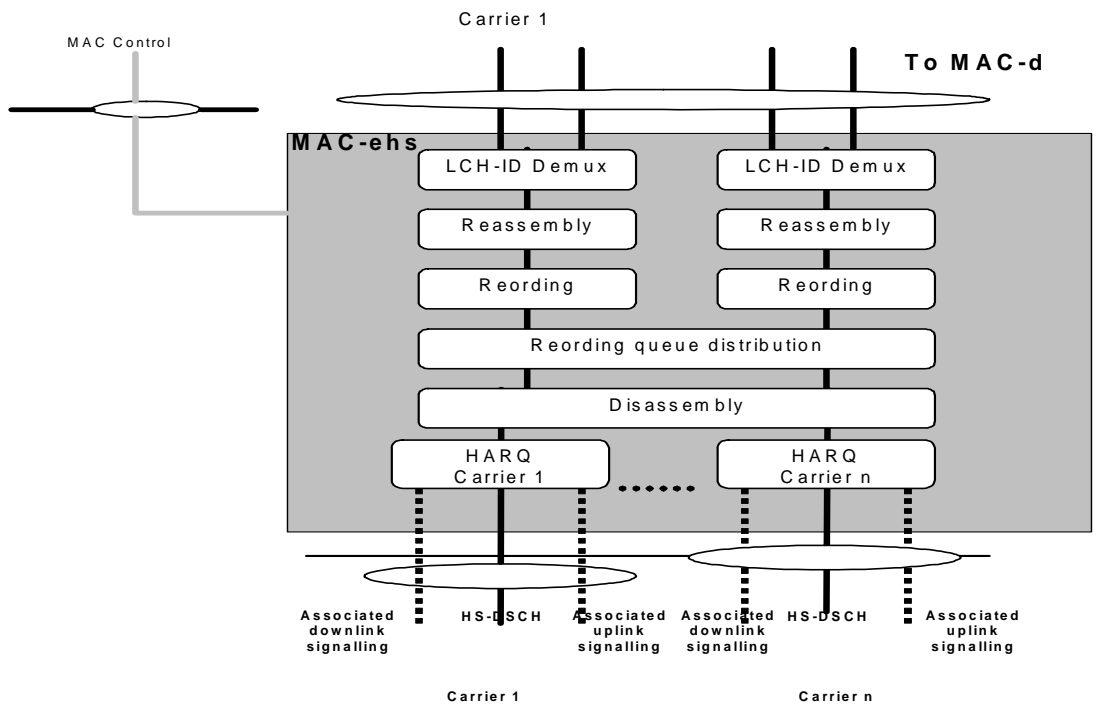 Carrier 1
MAC Control
To MAC-d
MAC-ehs
LCH-ID Demux
LCH-ID Demux
Reassembly
Reassembly
Reording
Reording
Reording queue distribution
Disassembly
HARQ
Carrier 1
HARQ
Carrier n
Associated
downlink
signalling
HS-DSCH
Associated
uplink
signalling
Associated
downlink
signalling
HS-DSCH
Associated
uplink
signalling
Carrier 1
Carrier n